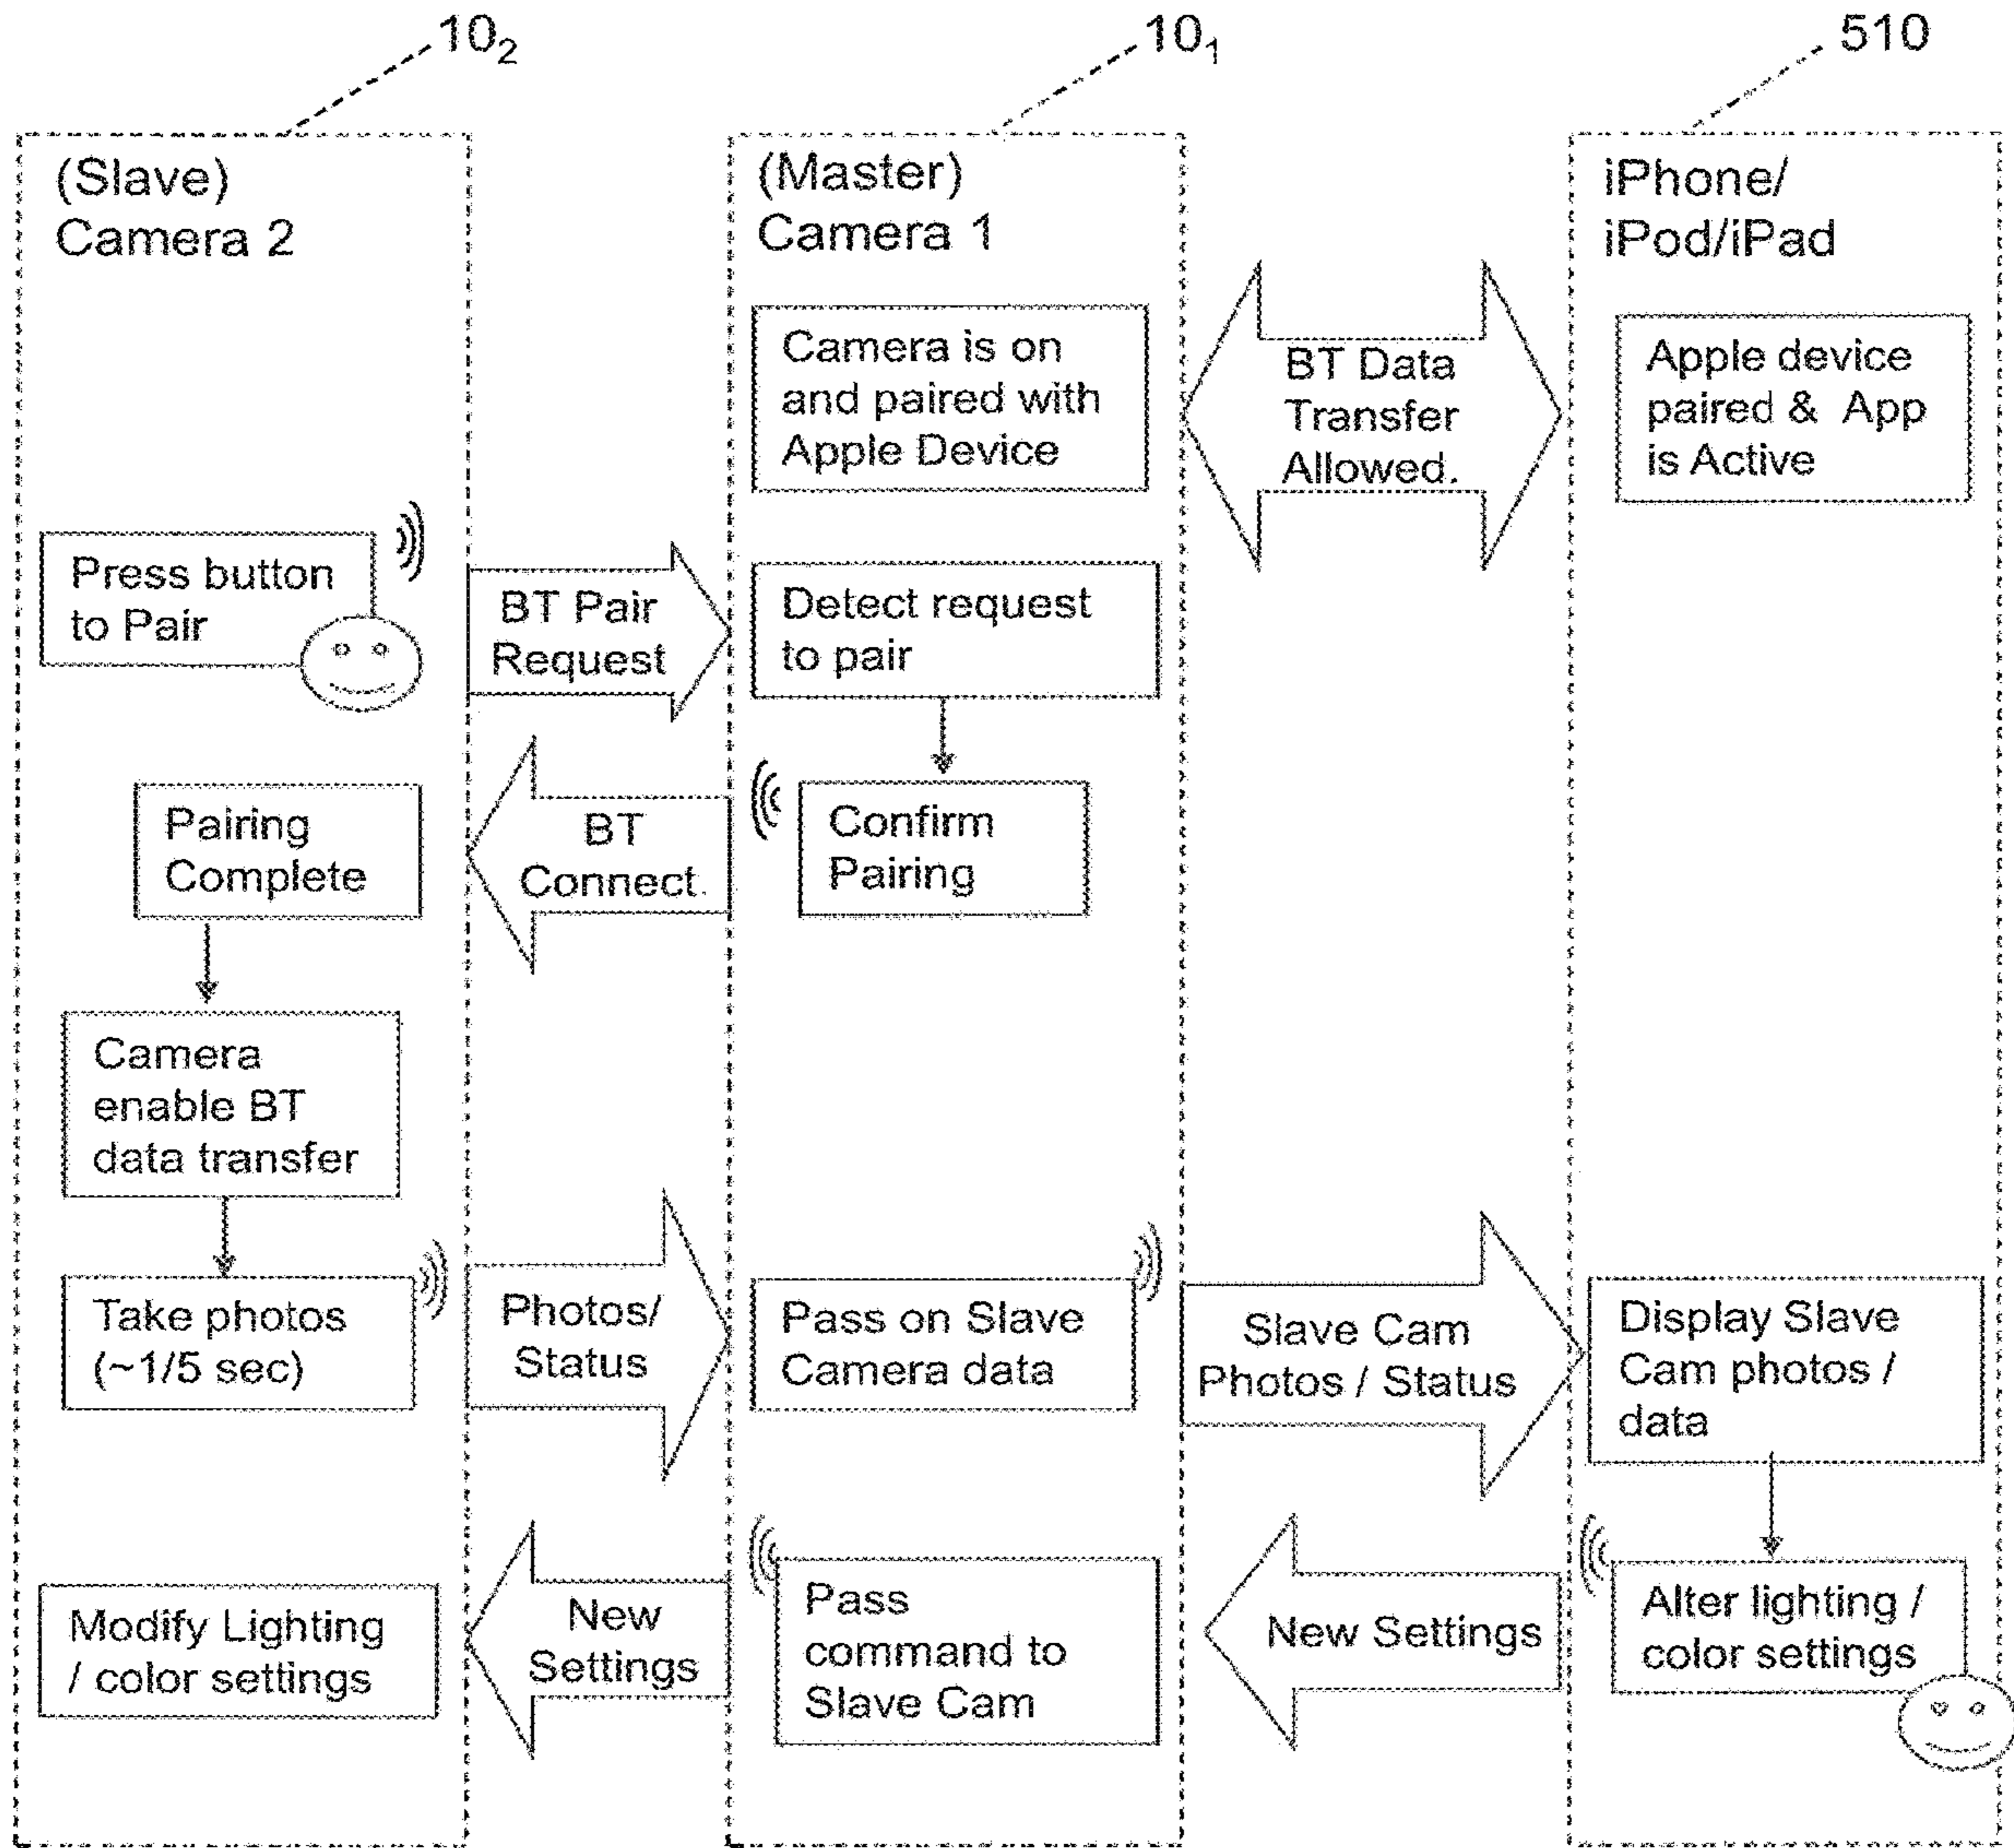 10₂
10₁
510
(Slave)
Camera 2
(Master)
Camera 1
iPhone/
iPod/iPad
Camera is on
and paired with
Apple Device
BT Data
Transfer
Allowed.
Apple device
paired & App
is Active
Press button
to Pair
BT Pair
Request
Detect request
to pair
Pairing
Complete
BT
Connect.
Confirm
Pairing
Camera
enable BT
data transfer
Take photos
(~1/5 sec)
Photos/
Status
Pass on Slave
Camera data
Slave Cam
Photos / Status
Display Slave
Cam photos /
data
Modify Lighting
/ color settings
New
Settings
Pass
command to
Slave Cam
New Settings
Alter lighting /
color settings